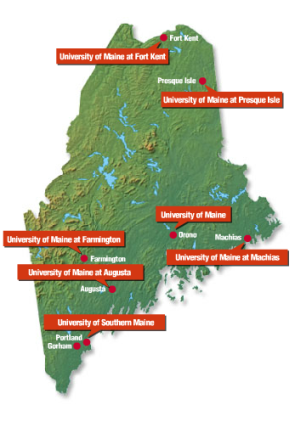 Fort Kent
University of Maine at Fort Kent
Presque Isle
University of Maine at Presque Isle
University of Maine
Orono
Machias
University of Maine at Farmington
University of Maine at Machias
Farmington
University of Maine at Augusta
Augusta
University of Southern Maine
Portland
Gorham